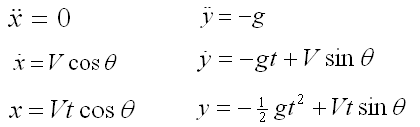 ẍ = 0 ÿ = −g
ẋ = V cos θ ẏ = −gt + V sin θ
x = Vt cos θ y = −½ gt² + Vt sin θ